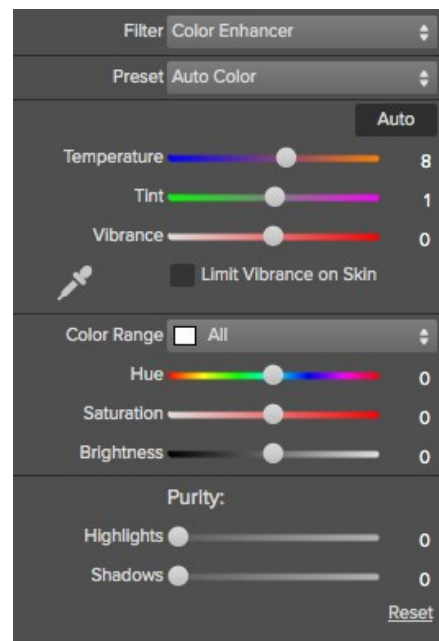 Filter Color Enhancer
Preset Auto Color
Auto
Temperature 8
Tint 1
Vibrance 0
Limit Vibrance on Skin
Color Range All
Hue 0
Saturation 0
Brightness 0
Purity:
Highlights 0
Shadows 0
Reset